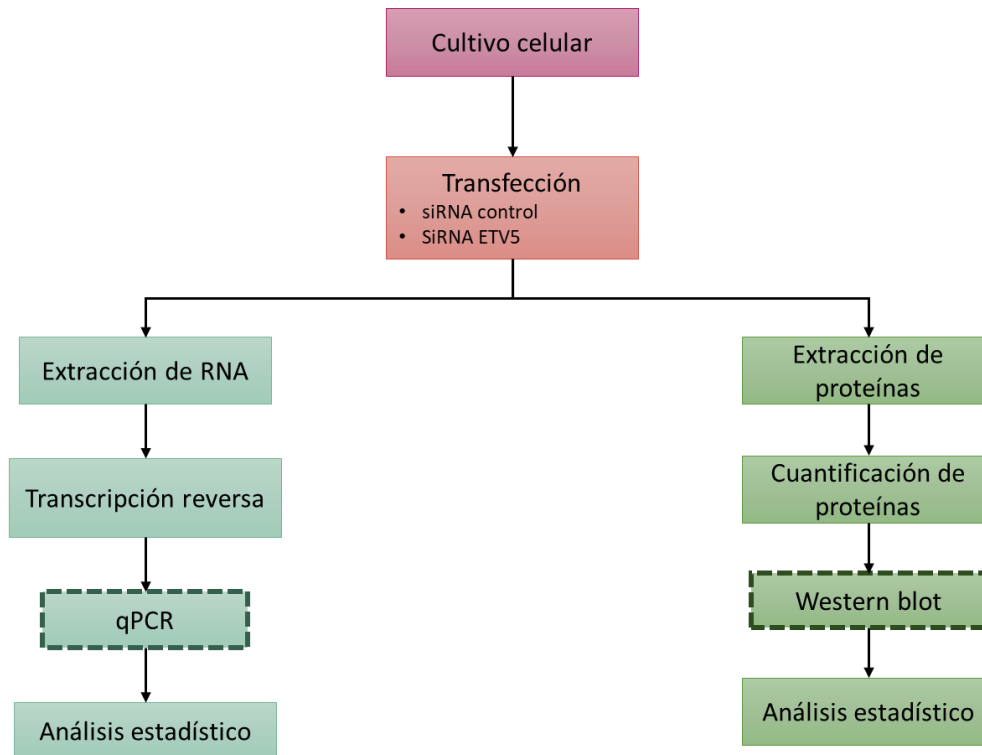 Cultivo celular
Transfección
• siRNA control
• SiRNA ETV5
Extracción de RNA
Transcripción reversa
qPCR
Análisis estadístico
Extracción de
proteínas
Cuantificación de
proteínas
Western blot
Análisis estadístico